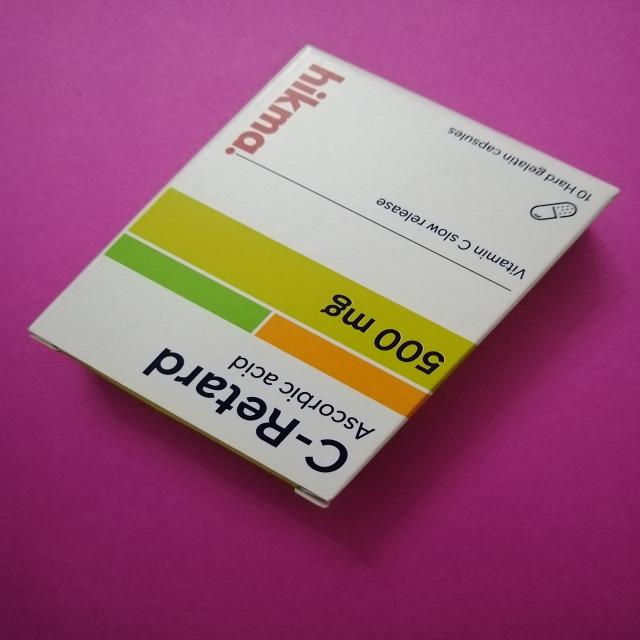 C-Retard
Ascorbic acid
500 mg
Vitamin C slow release
10 Hard gelatin capsules
hikma.